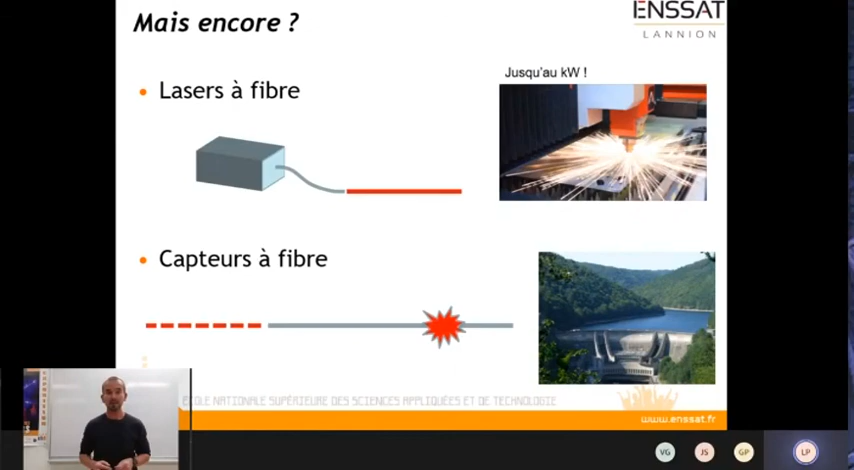 Mais encore ?
ENSSAT
LANNION
Jusqu'au kW !
• Lasers à fibre
• Capteurs à fibre
ECOLE NATIONALE SUPÉRIEURE DES SCIENCES APPLIQUÉES ET DE TECHNOLOGIE
www.enssat.fr
VG
JS
GP
LP